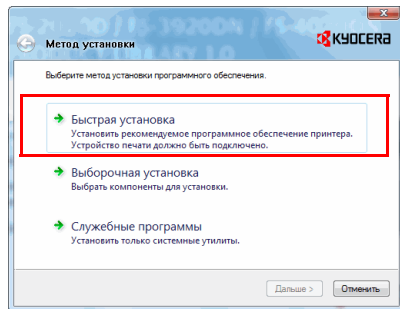 Метод установки
KYOCERA
Выберите метод установки программного обеспечения.
Быстрая установка
Установить рекомендуемое программное обеспечение принтера.
Устройство печати должно быть подключено.
Выборочная установка
Выбрать компоненты для установки.
Служебные программы
Установить только системные утилиты.
Дальше >
Отменить